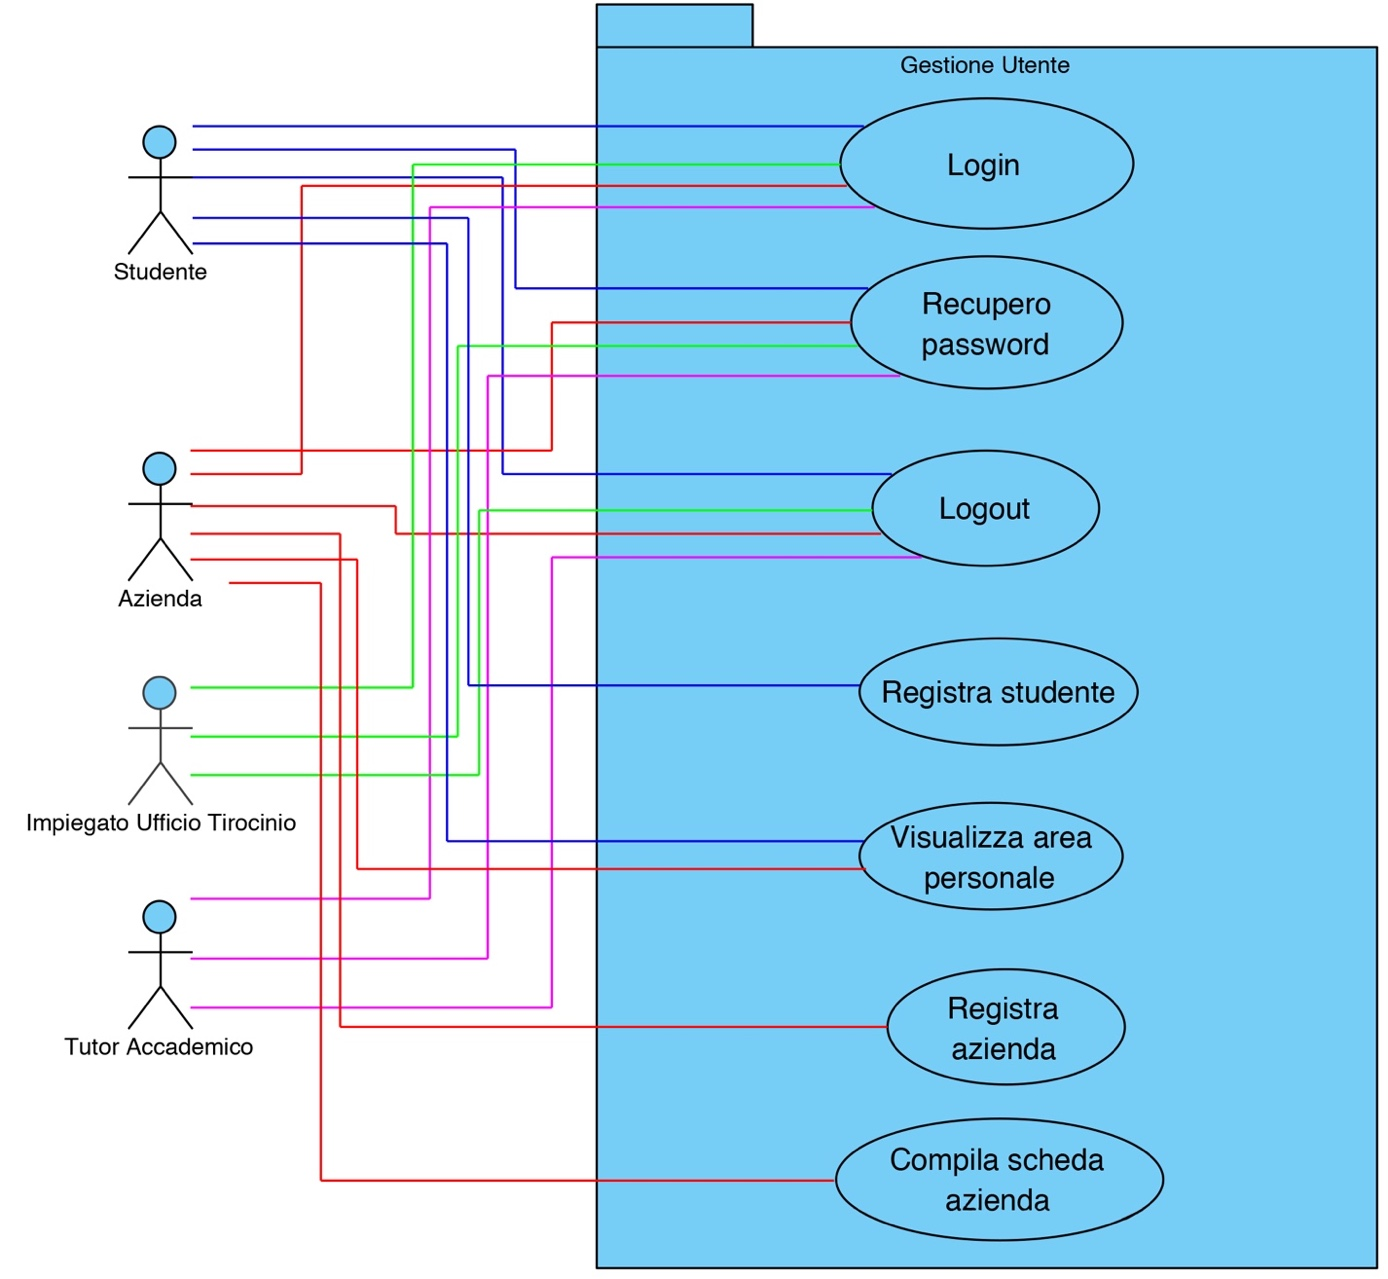 Gestione Utente
Login
Studente
Recupero
password
Azienda
Logout
Registra studente
Impiegato Ufficio Tirocinio
Visualizza area
personale
Tutor Accademico
Registra
azienda
Compila scheda
azienda